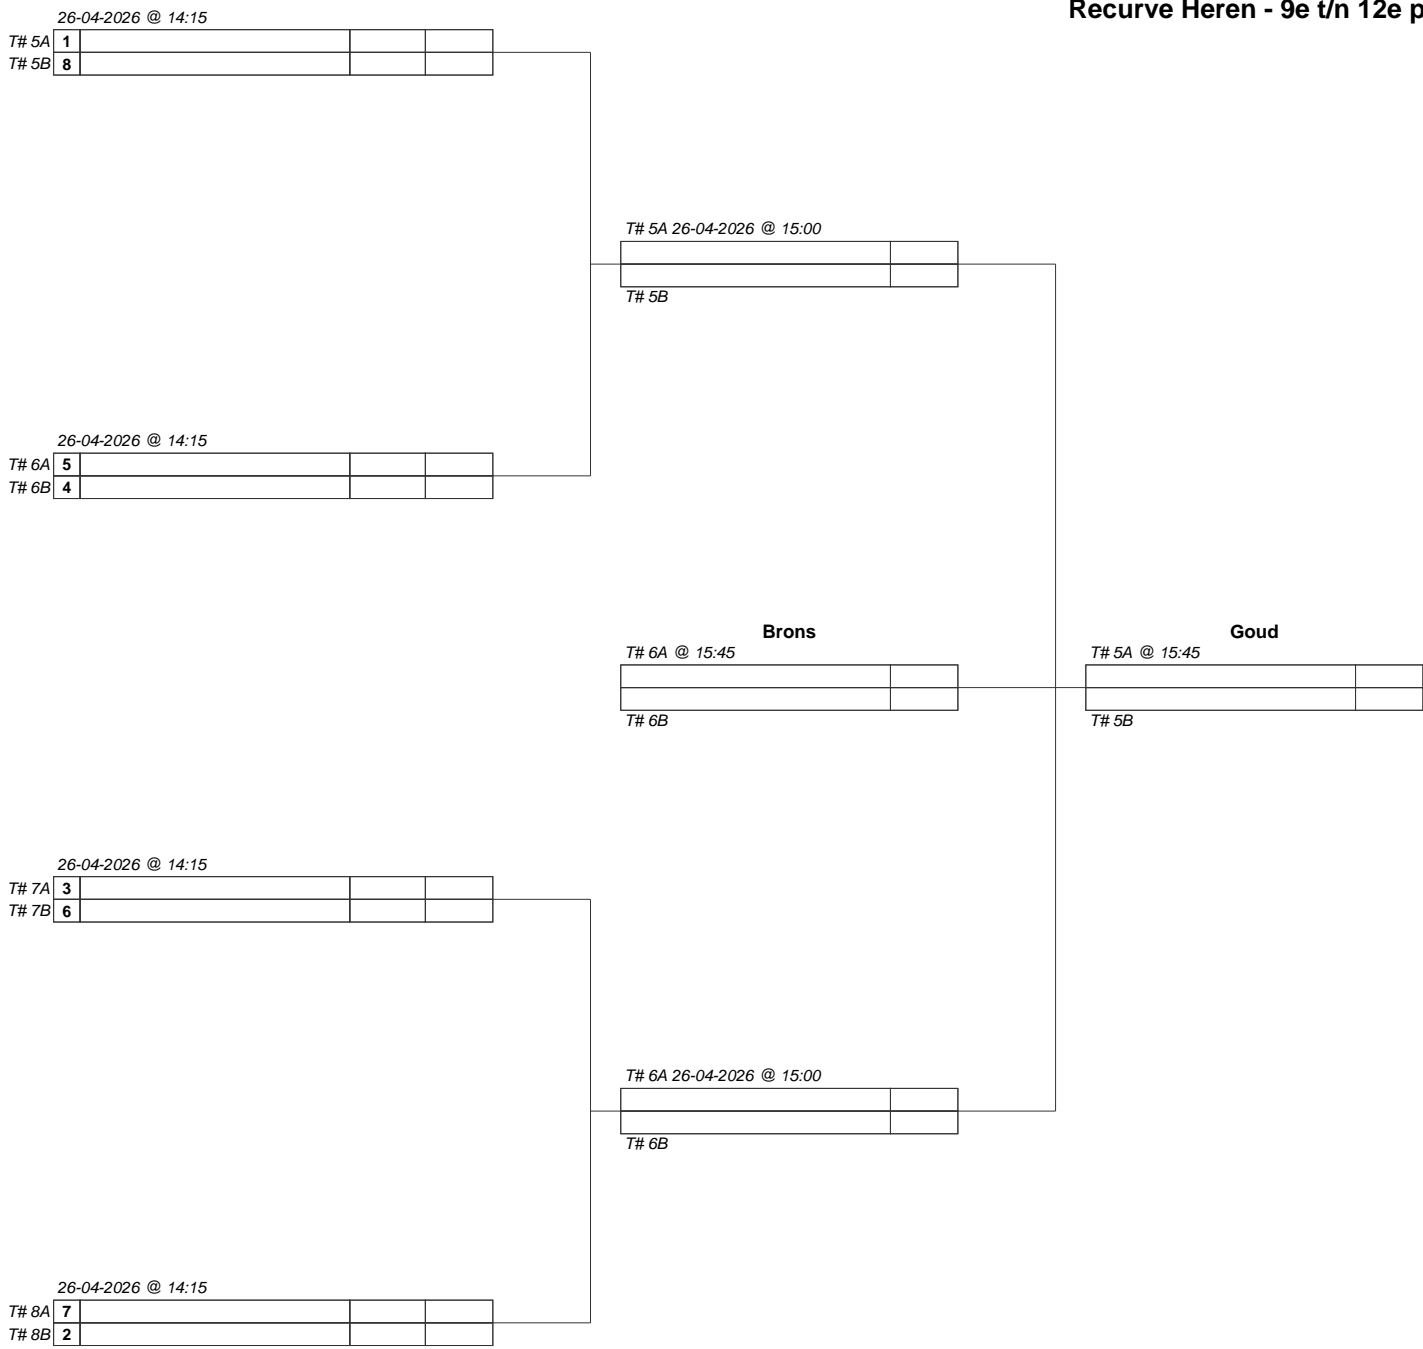 Recurve Heren - 9e t/n 12e p
26-04-2026 @ 14:15
T# 5A 1
T# 5B 8
T# 5A 26-04-2026 @ 15:00
T# 5B
26-04-2026 @ 14:15
T# 6A 5
T# 6B 4
Brons
T# 6A @ 15:45
T# 6B
Goud
T# 5A @ 15:45
T# 5B
26-04-2026 @ 14:15
T# 7A 3
T# 7B 6
T# 6A 26-04-2026 @ 15:00
T# 6B
26-04-2026 @ 14:15
T# 8A 7
T# 8B 2